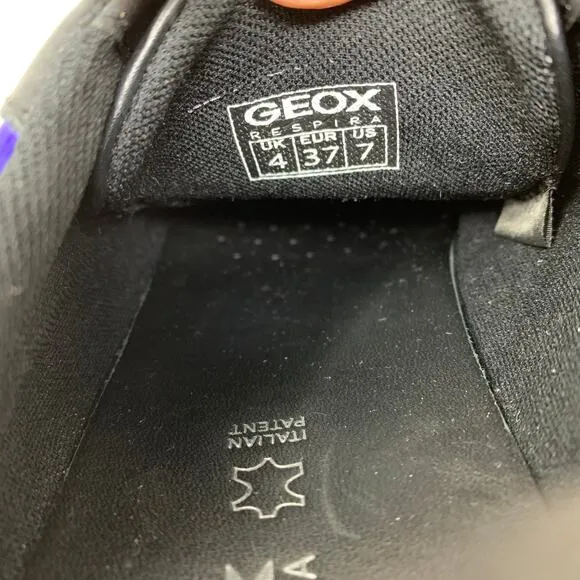 GEOX
RESPIRA
UK EUR US
4 37 7
ITALIAN
PATENT